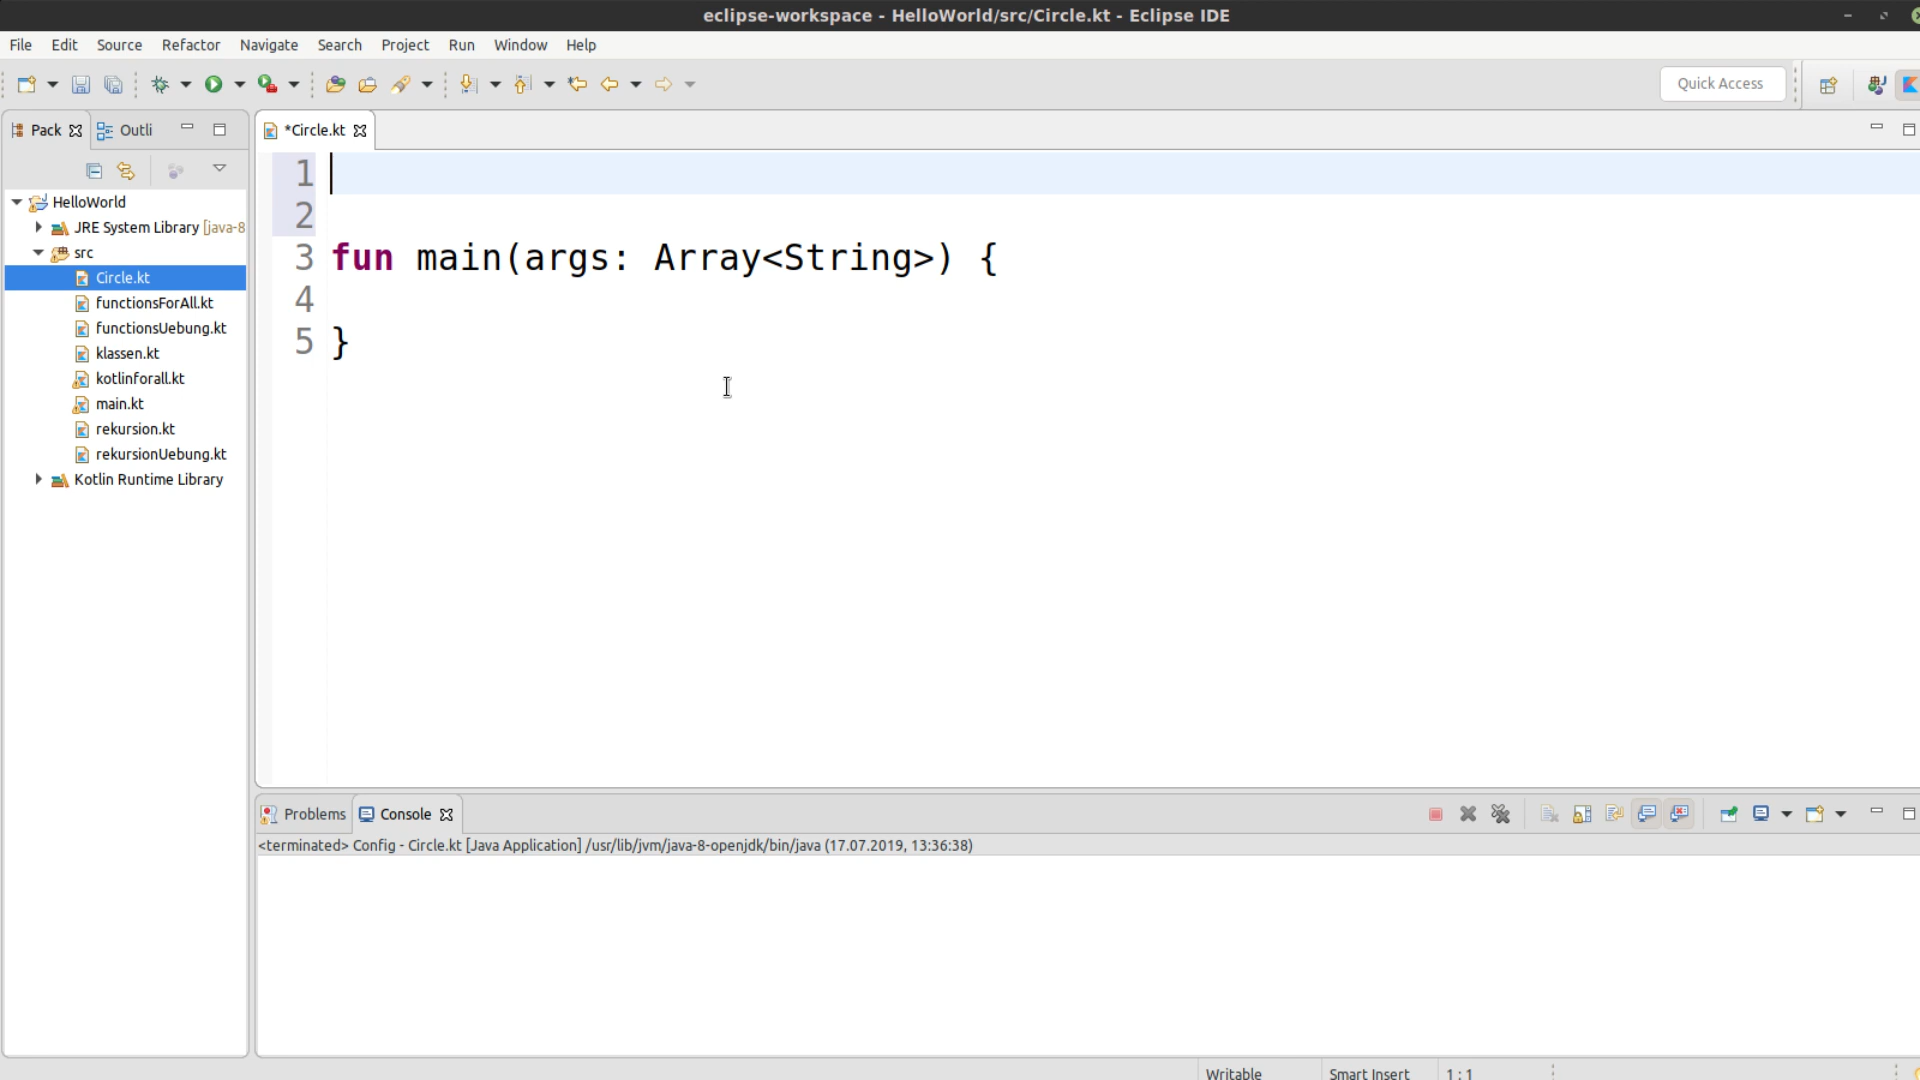 eclipse-workspace - HelloWorld/src/Circle.kt - Eclipse IDE
File Edit Source Refactor Navigate Search Project Run Window Help
Quick Access
Pack Outli
*Circle.kt
HelloWorld
JRE System Library [java-8
src
Circle.kt
functionsForAll.kt
functionsUebung.kt
klassen.kt
kotlinforall.kt
main.kt
rekursion.kt
rekursionUebung.kt
Kotlin Runtime Library
1
2
3 fun main(args: Array<String>) {
4
5 }
Problems Console
<terminated> Config - Circle.kt [Java Application] /usr/lib/jvm/java-8-openjdk/bin/java (17.07.2019, 13:36:38)
Writable Smart Insert 1 : 1